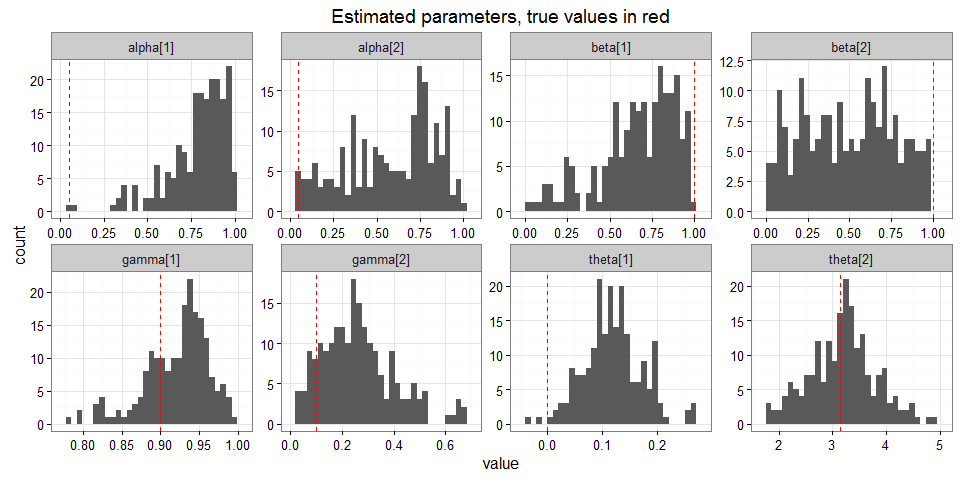 Estimated parameters, true values in red
alpha[1] alpha[2] beta[1] beta[2]
20 15 10 5 0
0.00 0.25 0.50 0.75 1.00
15 10 5 0
0.00 0.25 0.50 0.75 1.00
15 10 5 0
0.00 0.25 0.50 0.75 1.00
12.5 10.0 7.5 5.0 2.5 0.0
0.00 0.25 0.50 0.75 1.00
count
gamma[1] gamma[2] theta[1] theta[2]
20 15 10 5 0
0.80 0.85 0.90 0.95 1.00
15 10 5 0
0.0 0.2 0.4 0.6
20 15 10 5 0
0.0 0.1 0.2
20 15 10 5 0
2 3 4 5
value